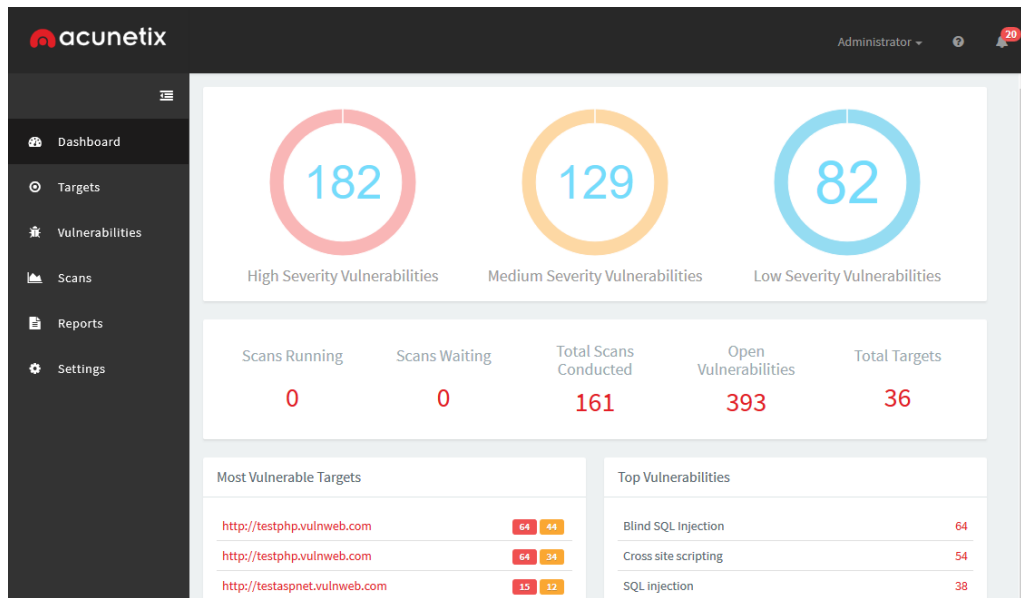 acunetix
Administrator
20
Dashboard
Targets
Vulnerabilities
Scans
Reports
Settings
182
High Severity Vulnerabilities
129
Medium Severity Vulnerabilities
82
Low Severity Vulnerabilities
Scans Running
0
Scans Waiting
0
Total Scans
Conducted
161
Open
Vulnerabilities
393
Total Targets
36
Most Vulnerable Targets
http://testphp.vulnweb.com 64 44
http://testphp.vulnweb.com 64 34
http://testaspnet.vulnweb.com 15 12
Top Vulnerabilities
Blind SQL Injection 64
Cross site scripting 54
SQL injection 38